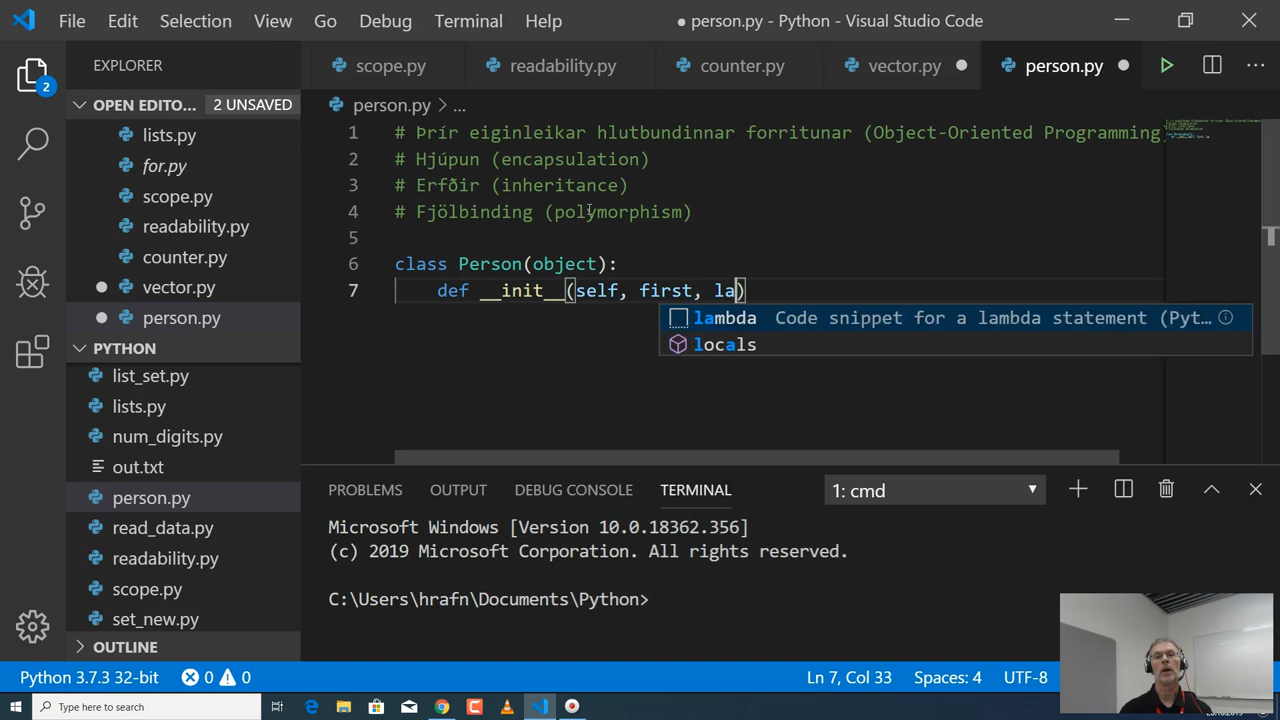 File Edit Selection View Go Debug Terminal Help
● person.py - Python - Visual Studio Code
EXPLORER
scope.py
readability.py
counter.py
vector.py
person.py
2
OPEN EDITO... 2 UNSAVED
lists.py
for.py
scope.py
readability.py
counter.py
vector.py
person.py
PYTHON
list_set.py
lists.py
num_digits.py
out.txt
person.py
read_data.py
readability.py
scope.py
set_new.py
OUTLINE
person.py > ...
1 # Þrír eiginleikar hlutbundinnar forritunar (Object-Oriented Programming
2 # Hjúpun (encapsulation)
3 # Erfðir (inheritance)
4 # Fjölbinding (polymorphism)
5
6 class Person(object):
7 def __init__(self, first, la)
lambda Code snippet for a lambda statement (Pyt...
locals
PROBLEMS OUTPUT DEBUG CONSOLE TERMINAL 1: cmd
Microsoft Windows [Version 10.0.18362.356]
(c) 2019 Microsoft Corporation. All rights reserved.
C:\Users\hrafn\Documents\Python>
Python 3.7.3 32-bit 0 0 Ln 7, Col 33 Spaces: 4 UTF-8
Type here to search